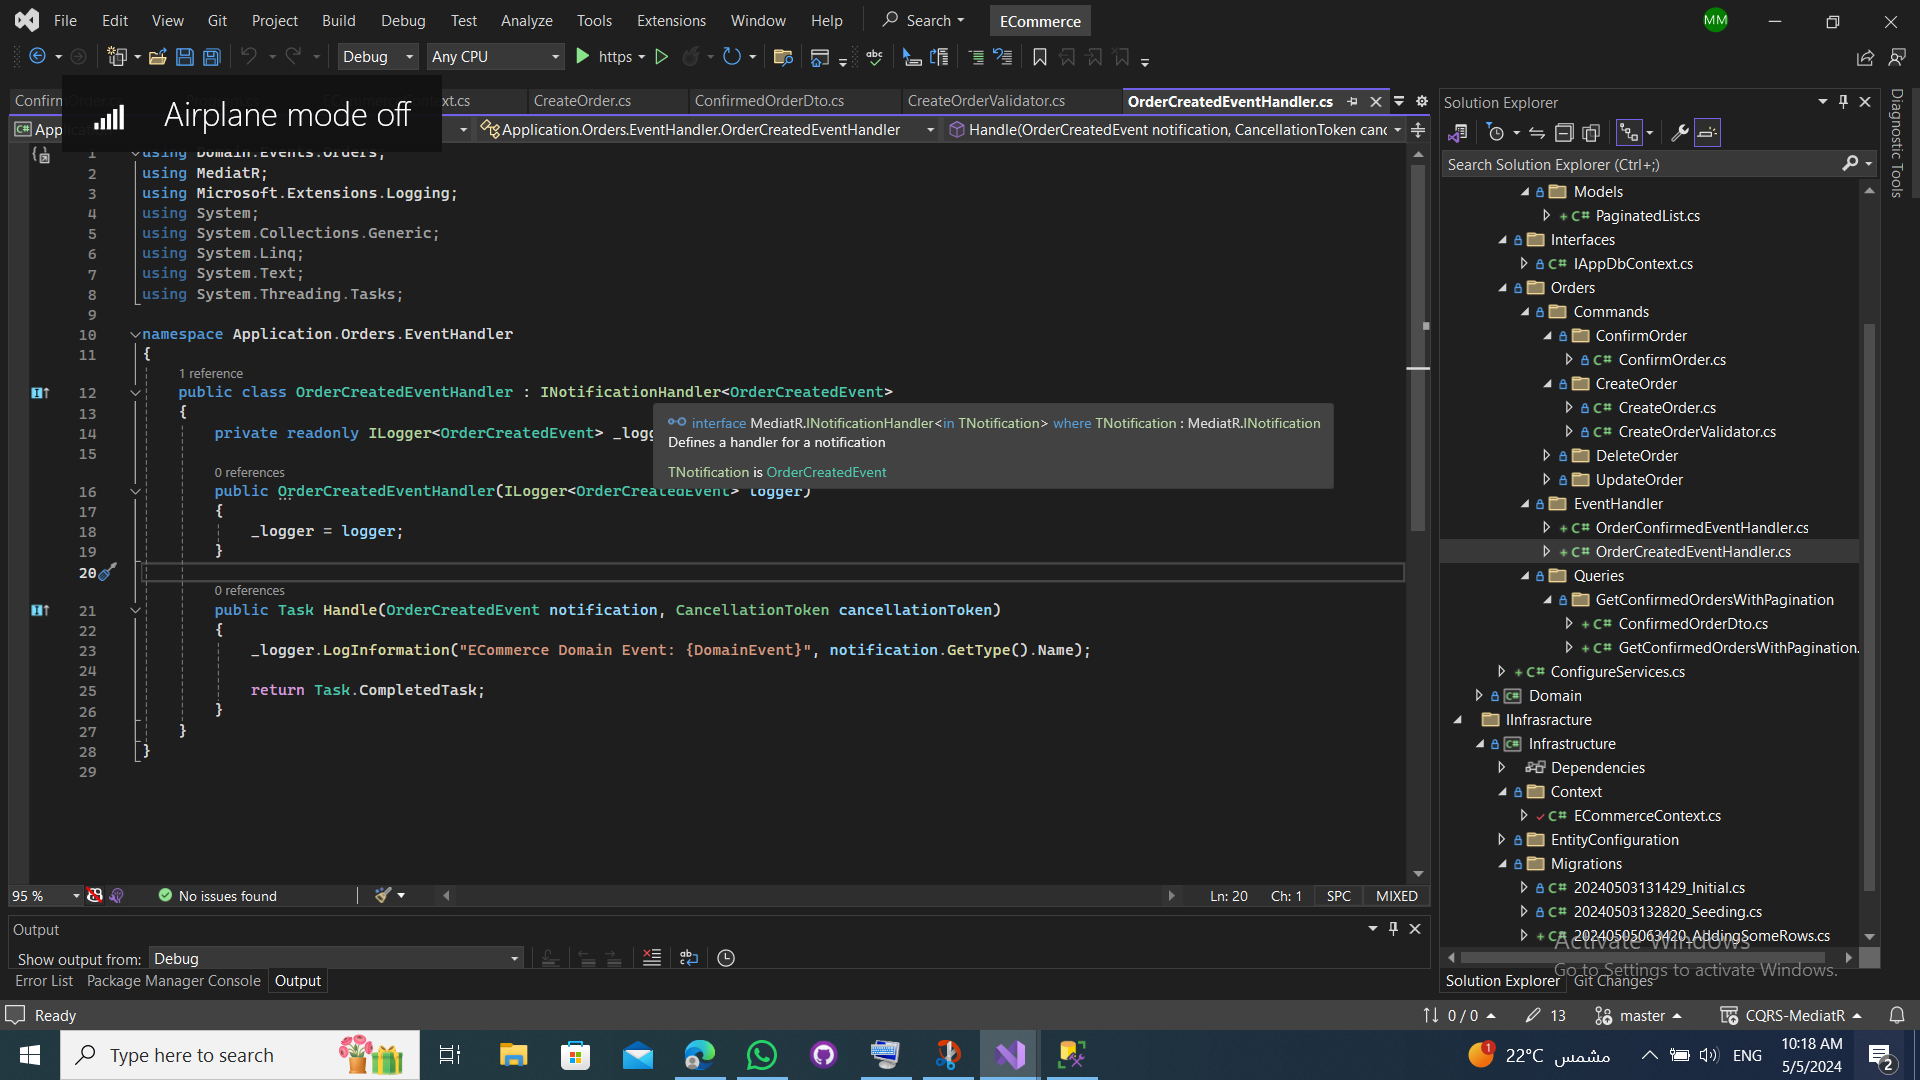 File Edit View Git Project Build Debug Test Analyze Tools Extensions Window Help Search ECommerce MM
Debug Any CPU https
Airplane mode off
CreateOrder.cs ConfirmedOrderDto.cs CreateOrderValidator.cs OrderCreatedEventHandler.cs
Application.Orders.EventHandler.OrderCreatedEventHandler Handle(OrderCreatedEvent notification, CancellationToken canc
1 using Domain.Events.Orders;
2 using MediatR;
3 using Microsoft.Extensions.Logging;
4 using System;
5 using System.Collections.Generic;
6 using System.Linq;
7 using System.Text;
8 using System.Threading.Tasks;
9
10 namespace Application.Orders.EventHandler
11 {
1 reference
12 public class OrderCreatedEventHandler : INotificationHandler<OrderCreatedEvent>
13 {
14 private readonly ILogger<OrderCreatedEvent> _logg
15
interface MediatR.INotificationHandler<in TNotification> where TNotification : MediatR.INotification
Defines a handler for a notification
TNotification is OrderCreatedEvent
0 references
16 public OrderCreatedEventHandler(ILogger<OrderCreatedEvent> logger)
17 {
18 _logger = logger;
19 }
20
0 references
21 public Task Handle(OrderCreatedEvent notification, CancellationToken cancellationToken)
22 {
23 _logger.LogInformation("ECommerce Domain Event: {DomainEvent}", notification.GetType().Name);
24
25 return Task.CompletedTask;
26 }
27 }
28 }
29
95 % No issues found Ln: 20 Ch: 1 SPC MIXED
Output
Show output from: Debug
Error List Package Manager Console Output
Solution Explorer
Search Solution Explorer (Ctrl+;)
Models
C# PaginatedList.cs
Interfaces
C# IAppDbContext.cs
Orders
Commands
ConfirmOrder
C# ConfirmOrder.cs
CreateOrder
C# CreateOrder.cs
C# CreateOrderValidator.cs
DeleteOrder
UpdateOrder
EventHandler
C# OrderConfirmedEventHandler.cs
C# OrderCreatedEventHandler.cs
Queries
GetConfirmedOrdersWithPagination
C# ConfirmedOrderDto.cs
C# GetConfirmedOrdersWithPagination.
C# ConfigureServices.cs
C# Domain
IInfrasracture
C# Infrastructure
Dependencies
Context
C# ECommerceContext.cs
EntityConfiguration
Migrations
C# 20240503131429_Initial.cs
C# 20240503132820_Seeding.cs
C# 20240505063420_AddingSomeRows.cs
Activate Windows
Go to Settings to activate Windows.
Solution Explorer Git Changes
Diagnostic Tools
Ready 0 / 0 13 master CQRS-MediatR
Type here to search
1 22°C مشمس ENG 10:18 AM
5/5/2024 2